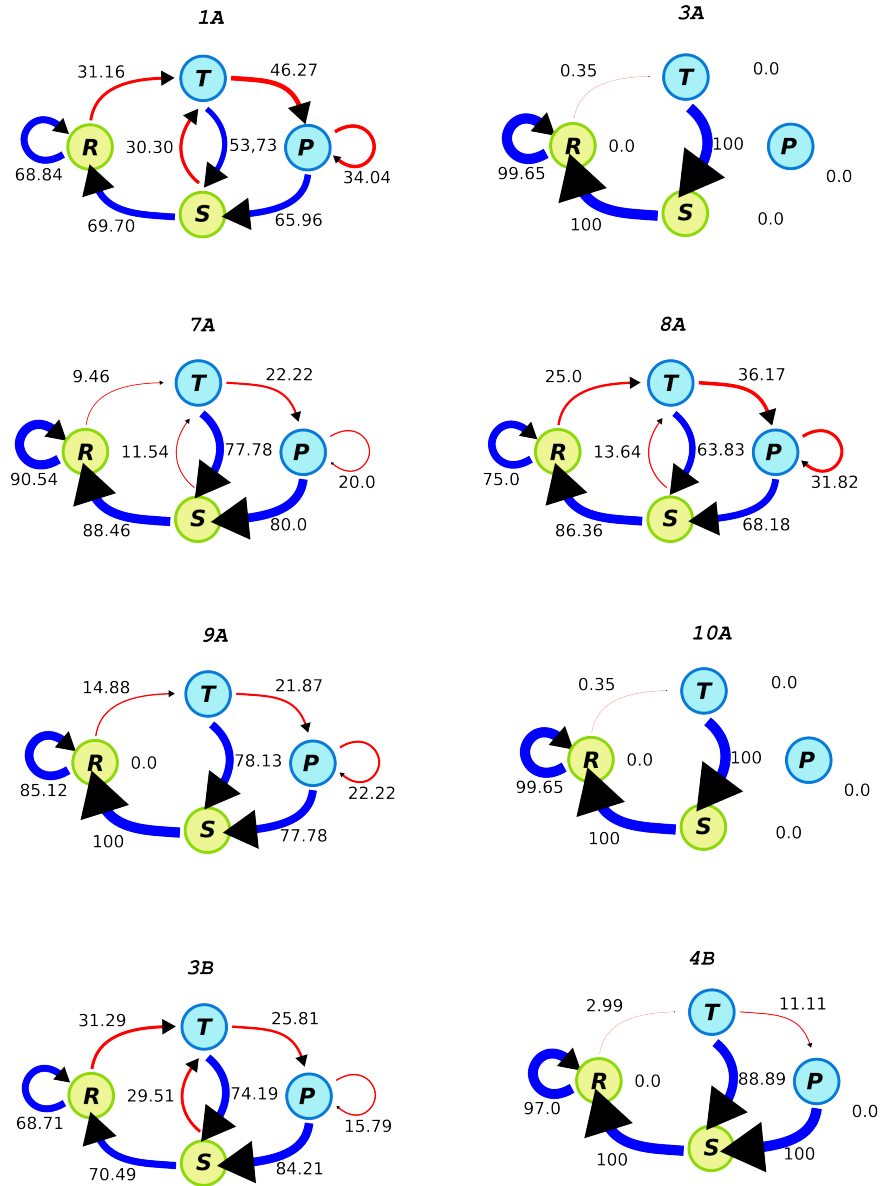 1A
31.16
T
46.27
R
30.30
53,73
P
68.84
34.04
S
69.70
65.96
3A
0.35
T
0.0
R
0.0
100
P
99.65
0.0
S
100
0.0
7A
9.46
T
22.22
R
11.54
77.78
P
90.54
20.0
S
88.46
80.0
8A
25.0
T
36.17
R
13.64
63.83
P
75.0
31.82
S
86.36
68.18
9A
14.88
T
21.87
R
0.0
78.13
P
85.12
22.22
S
100
77.78
10A
0.35
T
0.0
R
0.0
100
P
99.65
0.0
S
100
0.0
3B
31.29
T
25.81
R
29.51
74.19
P
68.71
15.79
S
70.49
84.21
4B
2.99
T
11.11
R
0.0
88.89
P
97.0
0.0
S
100
100